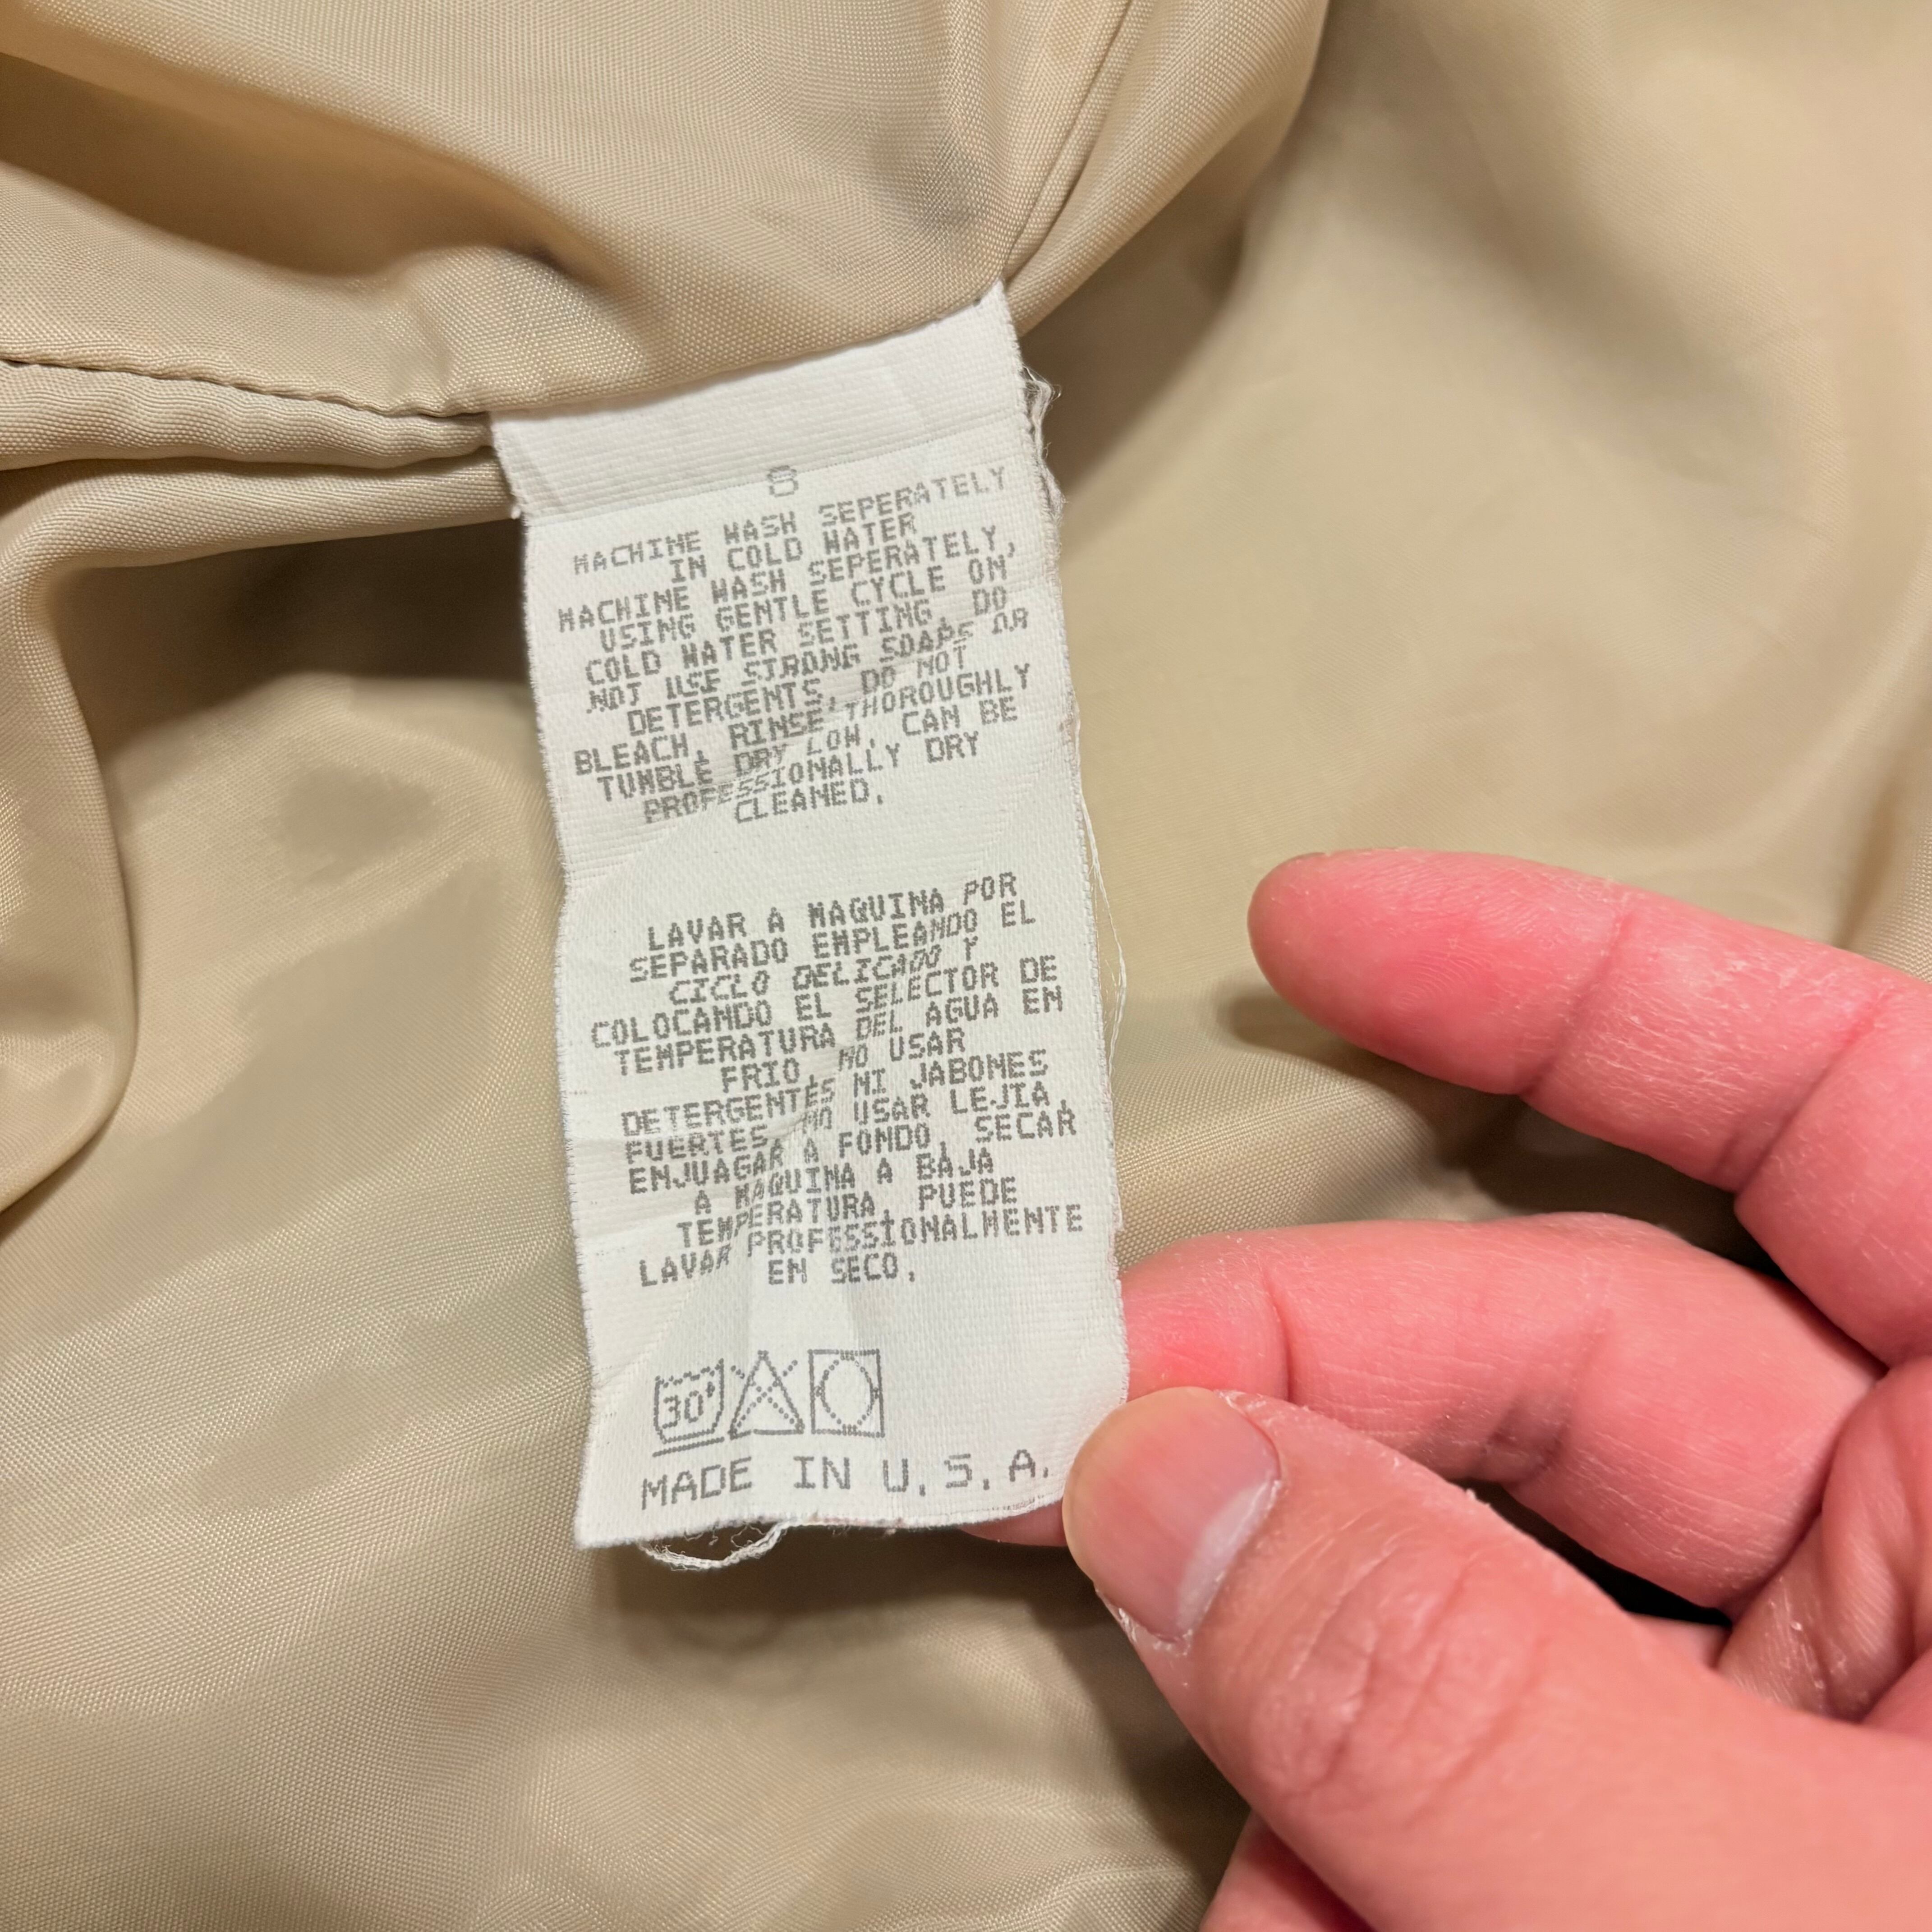 8
MACHINE WASH SEPERATELY
IN COLD WATER
MACHINE WASH SEPERATELY,
USING GENTLE CYCLE ON
COLD WATER SETTING. DO
NOT USE STRONG SOAPS OR
DETERGENTS. DO NOT
BLEACH. RINSE THOROUGHLY
TUMBLE DRY LOW. CAN BE
PROFESSIONALLY DRY
CLEANED.
LAVAR A MAQUINA POR
SEPARADO EMPLEANDO EL
CICLO DELICADO Y
COLOCANDO EL SELECTOR DE
TEMPERATURA DEL AGUA EN
FRIO. NO USAR
DETERGENTES NI JABONES
FUERTES NO USAR LEJIA.
ENJUAGAR A FONDO. SECAR
A MAQUINA A BAJA
TEMPERATURA. PUEDE
LAVAR PROFESSIONALMENTE
EN SECO.
30°
MADE IN U.S.A.